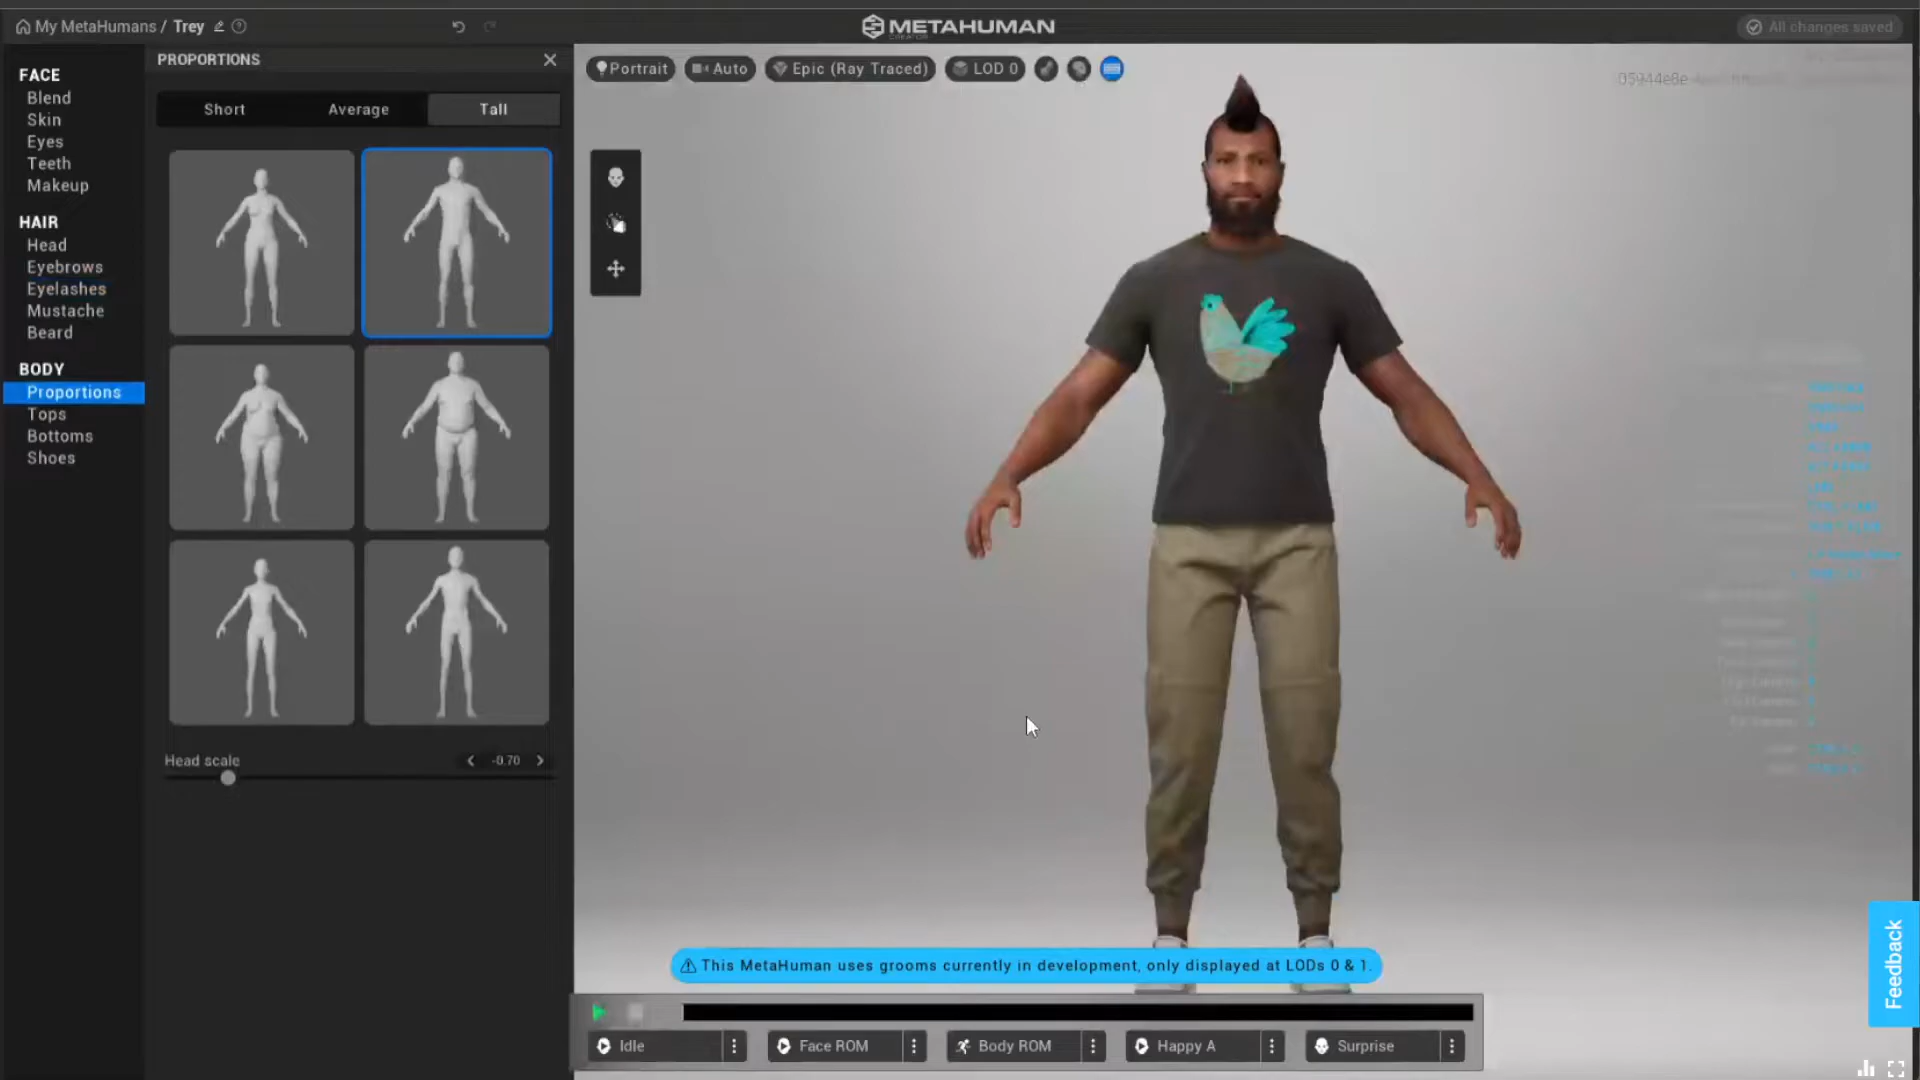 My MetaHumans / Trey
METAHUMAN
CREATOR
All changes saved
FACE
Blend
Skin
Eyes
Teeth
Makeup
HAIR
Head
Eyebrows
Eyelashes
Mustache
Beard
BODY
Proportions
Tops
Bottoms
Shoes
PROPORTIONS
Short
Average
Tall
Head scale
-0.70
Portrait
Auto
Epic (Ray Traced)
LOD 0
This MetaHuman uses grooms currently in development, only displayed at LODs 0 & 1.
Idle
Face ROM
Body ROM
Happy A
Surprise
Feedback